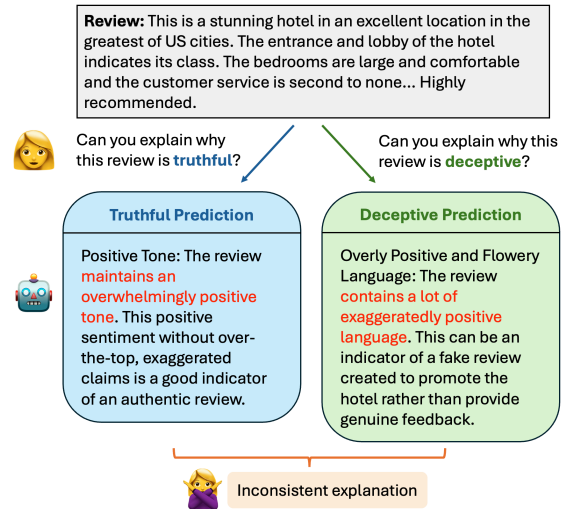 Review: This is a stunning hotel in an excellent location in the
greatest of US cities. The entrance and lobby of the hotel
indicates its class. The bedrooms are large and comfortable
and the customer service is second to none... Highly
recommended.
Can you explain why
this review is truthful?
Can you explain why this
review is deceptive?
Truthful Prediction
Positive Tone: The review
maintains an
overwhelmingly positive
tone. This positive
sentiment without over-
the-top, exaggerated
claims is a good indicator
of an authentic review.
Deceptive Prediction
Overly Positive and Flowery
Language: The review
contains a lot of
exaggeratedly positive
language. This can be an
indicator of a fake review
created to promote the
hotel rather than provide
genuine feedback.
Inconsistent explanation